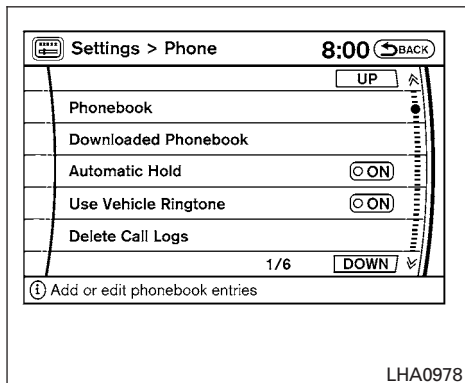 Settings > Phone 8:00 BACK
UP
Phonebook
Downloaded Phonebook
Automatic Hold ON
Use Vehicle Ringtone ON
Delete Call Logs
1/6 DOWN
i Add or edit phonebook entries
LHA0978